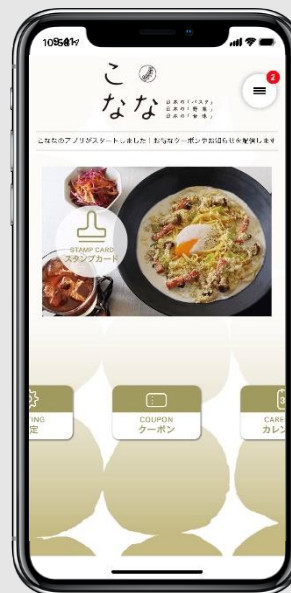 2
こ
なな
日本の「パスタ」
日本の「野菜」
日本の「甘味」
こななのアプリがスタートしました！お得なクーポンやお知らせを配信します
STAMP CARD
スタンプカード
TING
定
COUPON
クーポン
CARE
カレン